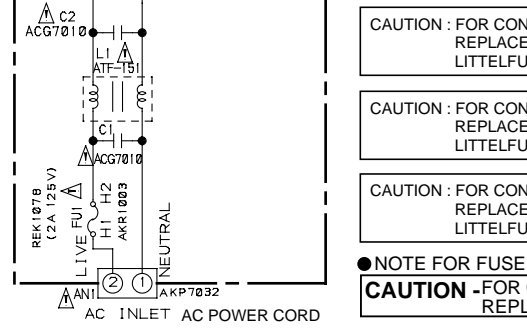 C2
ACG7010
L1
ATF-151
C1
ACG7010
REK1078
(2A 125V)
FU1
H1 H2
AKR1003
LIVE
NEUTRAL
2 1
AN1
AKP7032
AC INLET AC POWER CORD
CAUTION : FOR CON
REPLACE
LITTELFU
CAUTION : FOR CON
REPLACE
LITTELFU
CAUTION : FOR CON
REPLACE
LITTELFU
●NOTE FOR FUSE
CAUTION -FOR
REPL